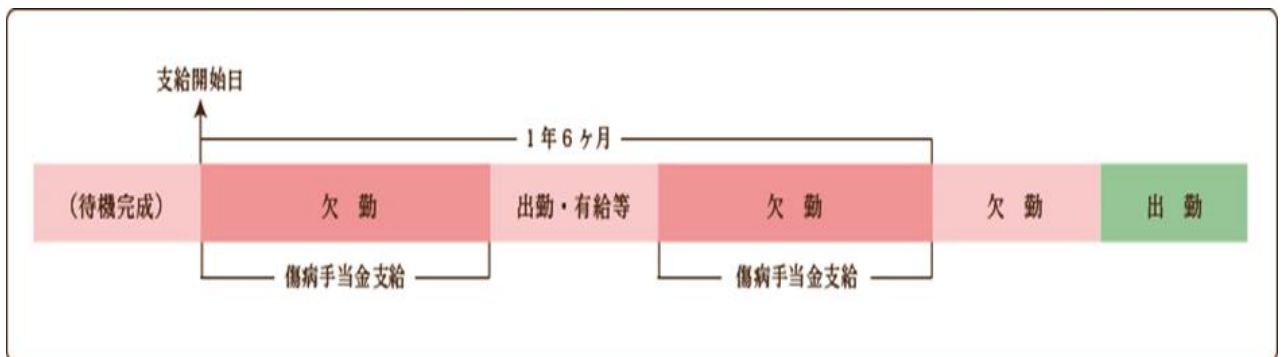 支給開始日
1年6ヶ月
(待機完成) 欠 勤 出勤・有給等 欠 勤 欠 勤 出 勤
傷病手当金支給 傷病手当金支給